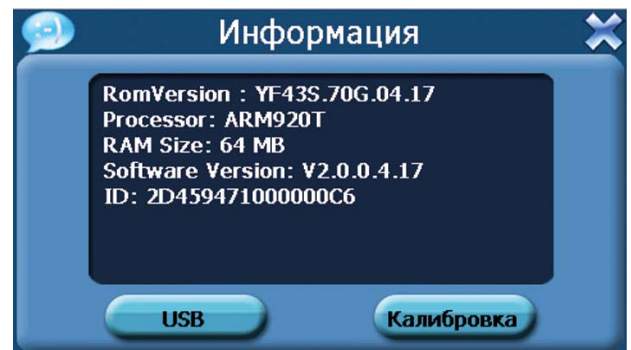 Информация
RomVersion : YF43S.70G.04.17
Processor: ARM920T
RAM Size: 64 MB
Software Version: V2.0.0.4.17
ID: 2D459471000000C6
USB
Калибровка